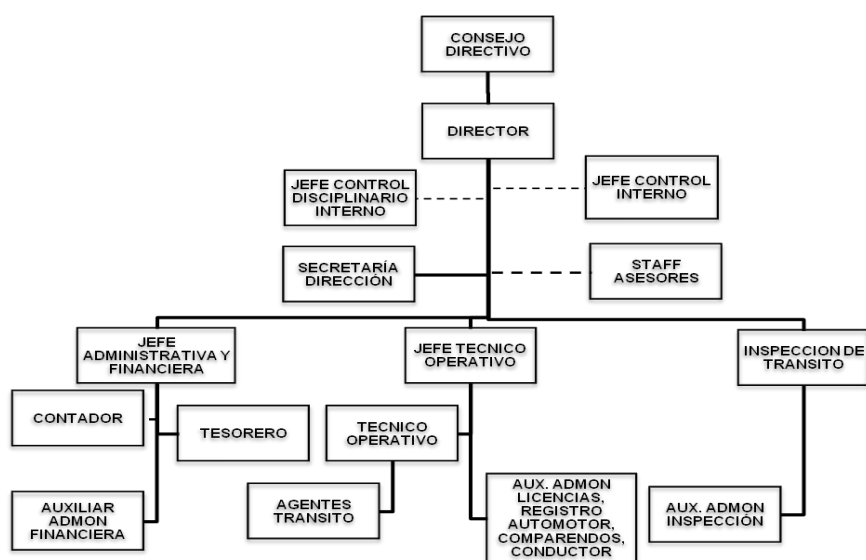 CONSEJO
DIRECTIVO
DIRECTOR
JEFE CONTROL
DISCIPLINARIO
INTERNO
JEFE CONTROL
INTERNO
SECRETARÍA
DIRECCIÓN
STAFF
ASESORES
JEFE
ADMINISTRATIVA Y
FINANCIERA
JEFE TECNICO
OPERATIVO
INSPECCION DE
TRANSITO
CONTADOR
TESORERO
TECNICO
OPERATIVO
AUXILIAR
ADMON
FINANCIERA
AGENTES
TRANSITO
AUX. ADMON
LICENCIAS,
REGISTRO
AUTOMOTOR,
COMPARENDOS,
CONDUCTOR
AUX. ADMON
INSPECCIÓN